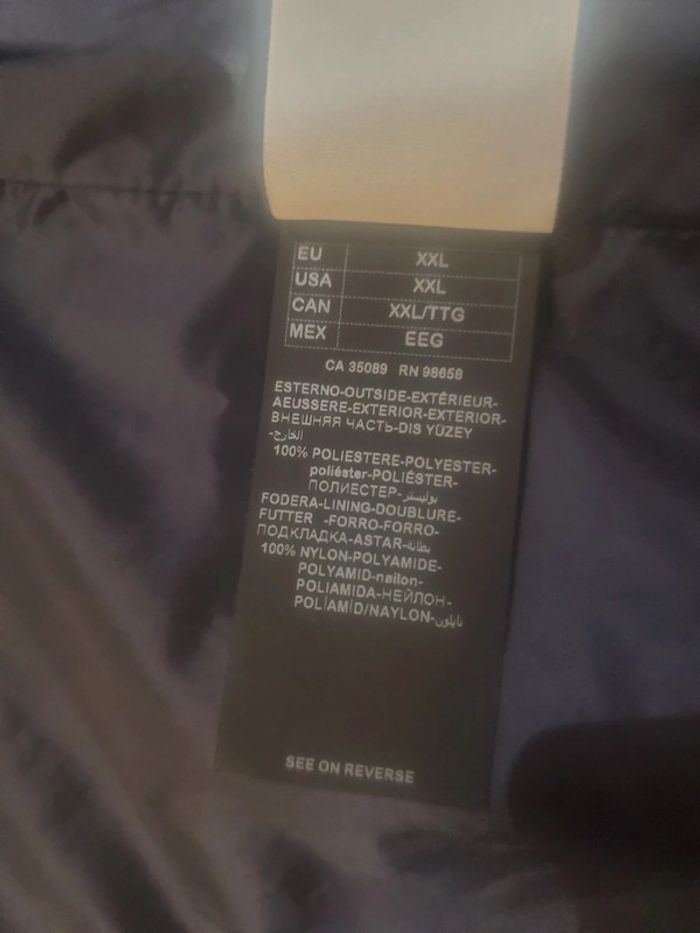 EU XXL
USA XXL
CAN XXL/TTG
MEX EEG
CA 35089 RN 98658
ESTERNO-OUTSIDE-EXTÉRIEUR-
AEUSSERE-EXTERIOR-EXTERIOR-
ВНЕШНЯЯ ЧАСТЬ-DIS YÜZEY
-الخارج
100% POLIESTERE-POLYESTER-
poliéster-POLIÉSTER-
ПОЛИЕСТЕР-بوليستر
FODERA-LINING-DOUBLURE-
FUTTER -FORRO-FORRO-
ПОДКЛАДКА-ASTAR-بطانة
100% NYLON-POLYAMIDE-
POLYAMID-nailon-
POLIAMIDA-НЕЙЛОН-
POLİAMİD/NAYLON-نايلون
SEE ON REVERSE